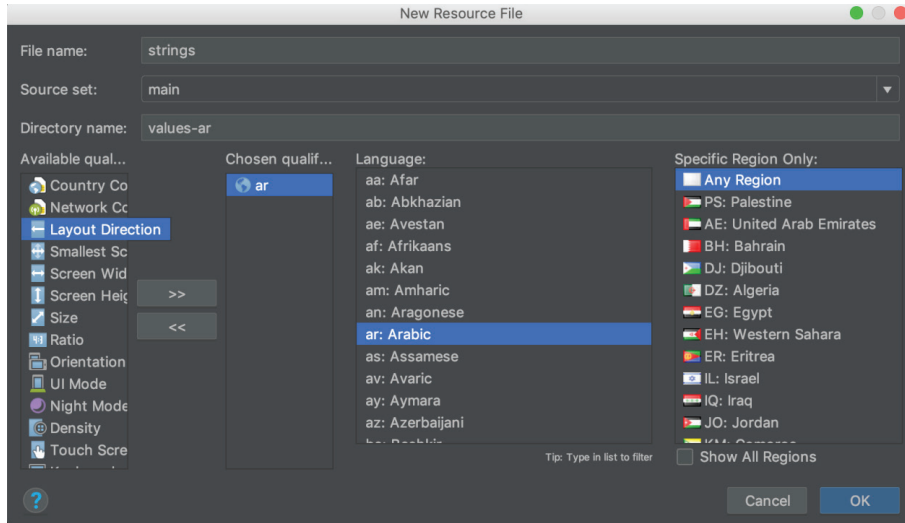 New Resource File
File name:
strings
Source set:
main
Directory name:
values-ar
Available qual...
Country Co
Network Cc
Layout Direction
Smallest Sc
Screen Wid
Screen Heig
Size
Ratio
Orientation
UI Mode
Night Mode
Density
Touch Scre
>>
<<
Chosen qualif...
ar
Language:
aa: Afar
ab: Abkhazian
ae: Avestan
af: Afrikaans
ak: Akan
am: Amharic
an: Aragonese
ar: Arabic
as: Assamese
av: Avaric
ay: Aymara
az: Azerbaijani
Tip: Type in list to filter
Specific Region Only:
Any Region
PS: Palestine
AE: United Arab Emirates
BH: Bahrain
DJ: Djibouti
DZ: Algeria
EG: Egypt
EH: Western Sahara
ER: Eritrea
IL: Israel
IQ: Iraq
JO: Jordan
Show All Regions
?
Cancel
OK